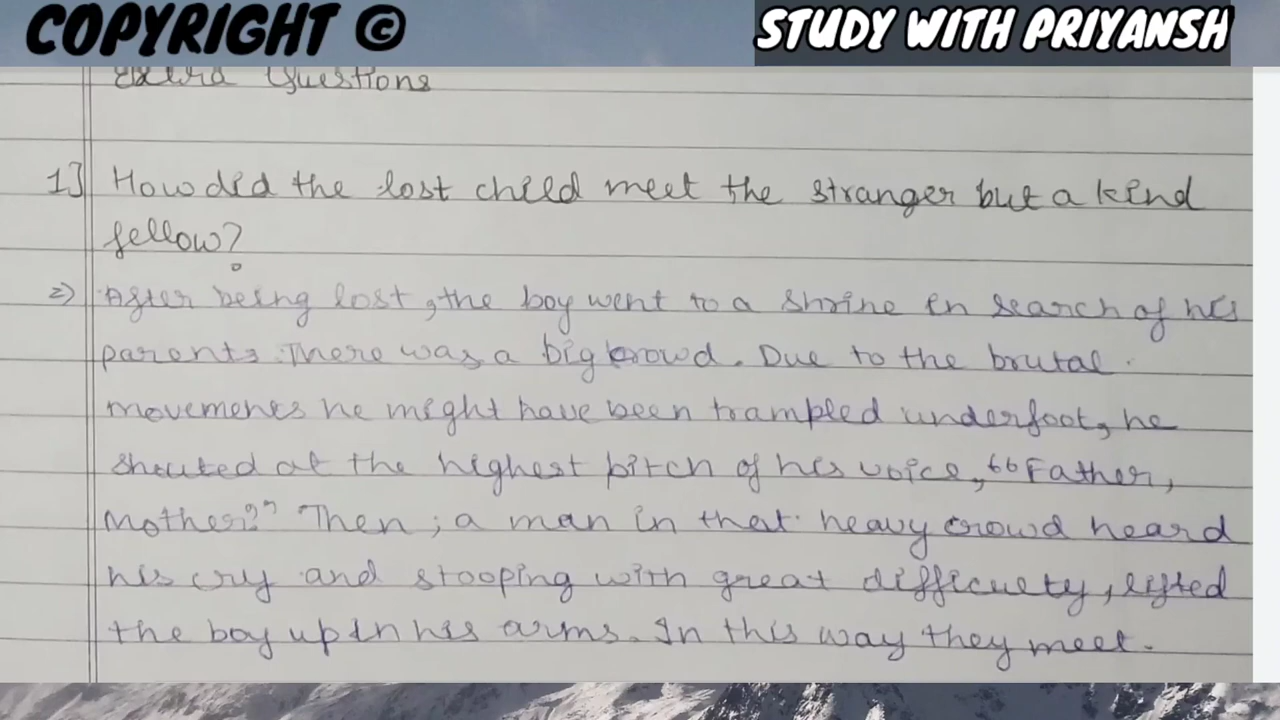 COPYRIGHT ©
STUDY WITH PRIYANSH
Extra Questions
1] How did the lost child meet the stranger but a kind
fellow?
2) After being lost, the boy went to a shrine in search of his
parents. There was a big crowd. Due to the brutal
movements he might have been trampled underfoot, he
shouted at the highest pitch of his voice, "Father,
Mother?" Then, a man in that heavy crowd heard
his cry and stooping with great difficulty, lifted
the boy up in his arms. In this way they meet.